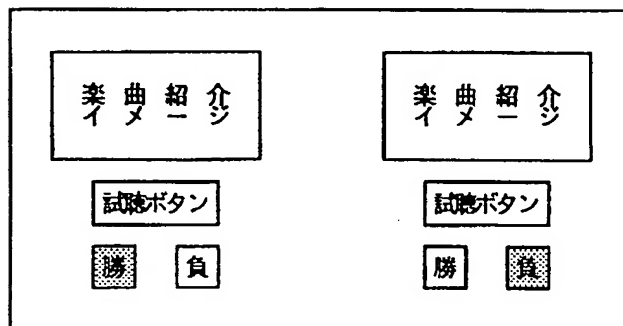 楽曲紹介
イメージ
試聴ボタン
勝 負
楽曲紹介
イメージ
試聴ボタン
勝 負